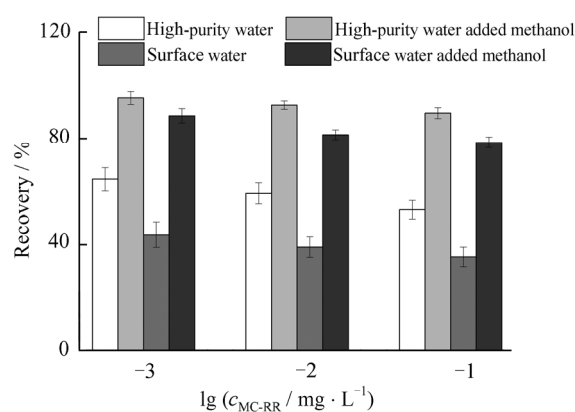 High-purity water
High-purity water added methanol
Surface water
Surface water added methanol
120
80
40
0
Recovery / %
−3
−2
−1
lg (c_MC-RR / mg · L⁻¹)